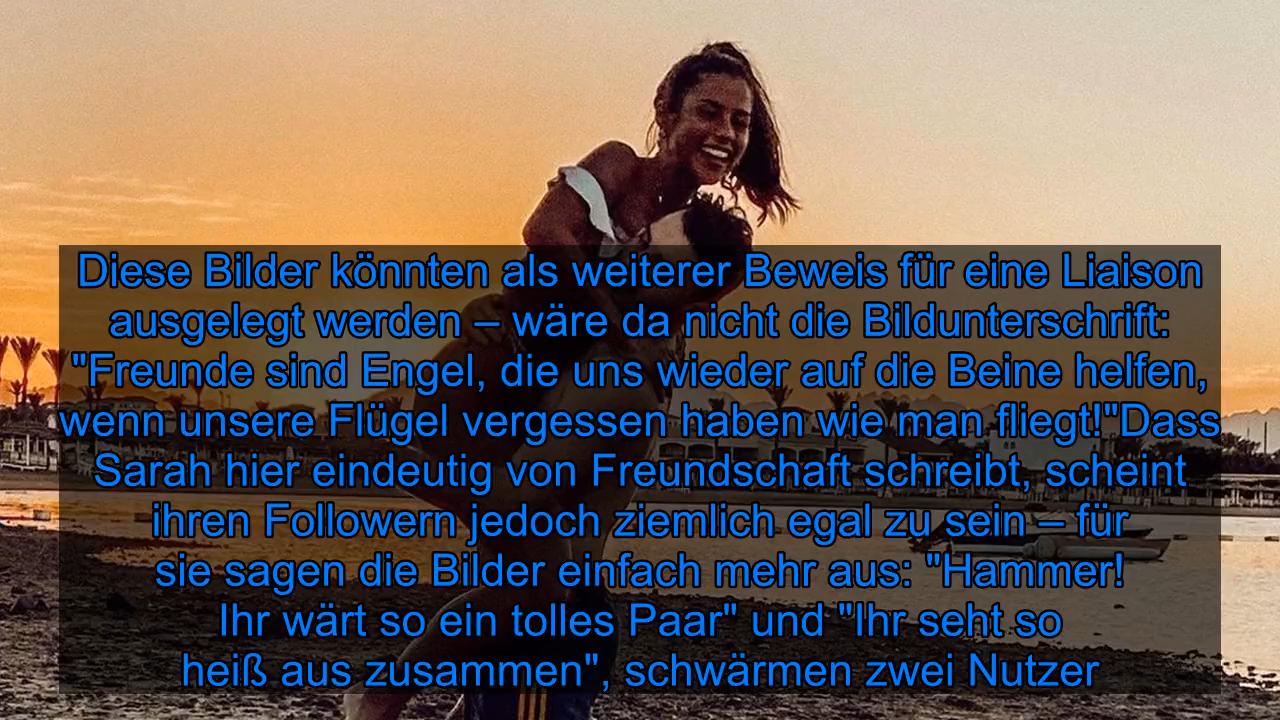 Diese Bilder könnten als weiterer Beweis für eine Liaison
ausgelegt werden – wäre da nicht die Bildunterschrift:
"Freunde sind Engel, die uns wieder auf die Beine helfen,
wenn unsere Flügel vergessen haben wie man fliegt!"Dass
Sarah hier eindeutig von Freundschaft schreibt, scheint
ihren Followern jedoch ziemlich egal zu sein – für
sie sagen die Bilder einfach mehr aus: "Hammer!
Ihr wärt so ein tolles Paar" und "Ihr seht so
heiß aus zusammen", schwärmen zwei Nutzer